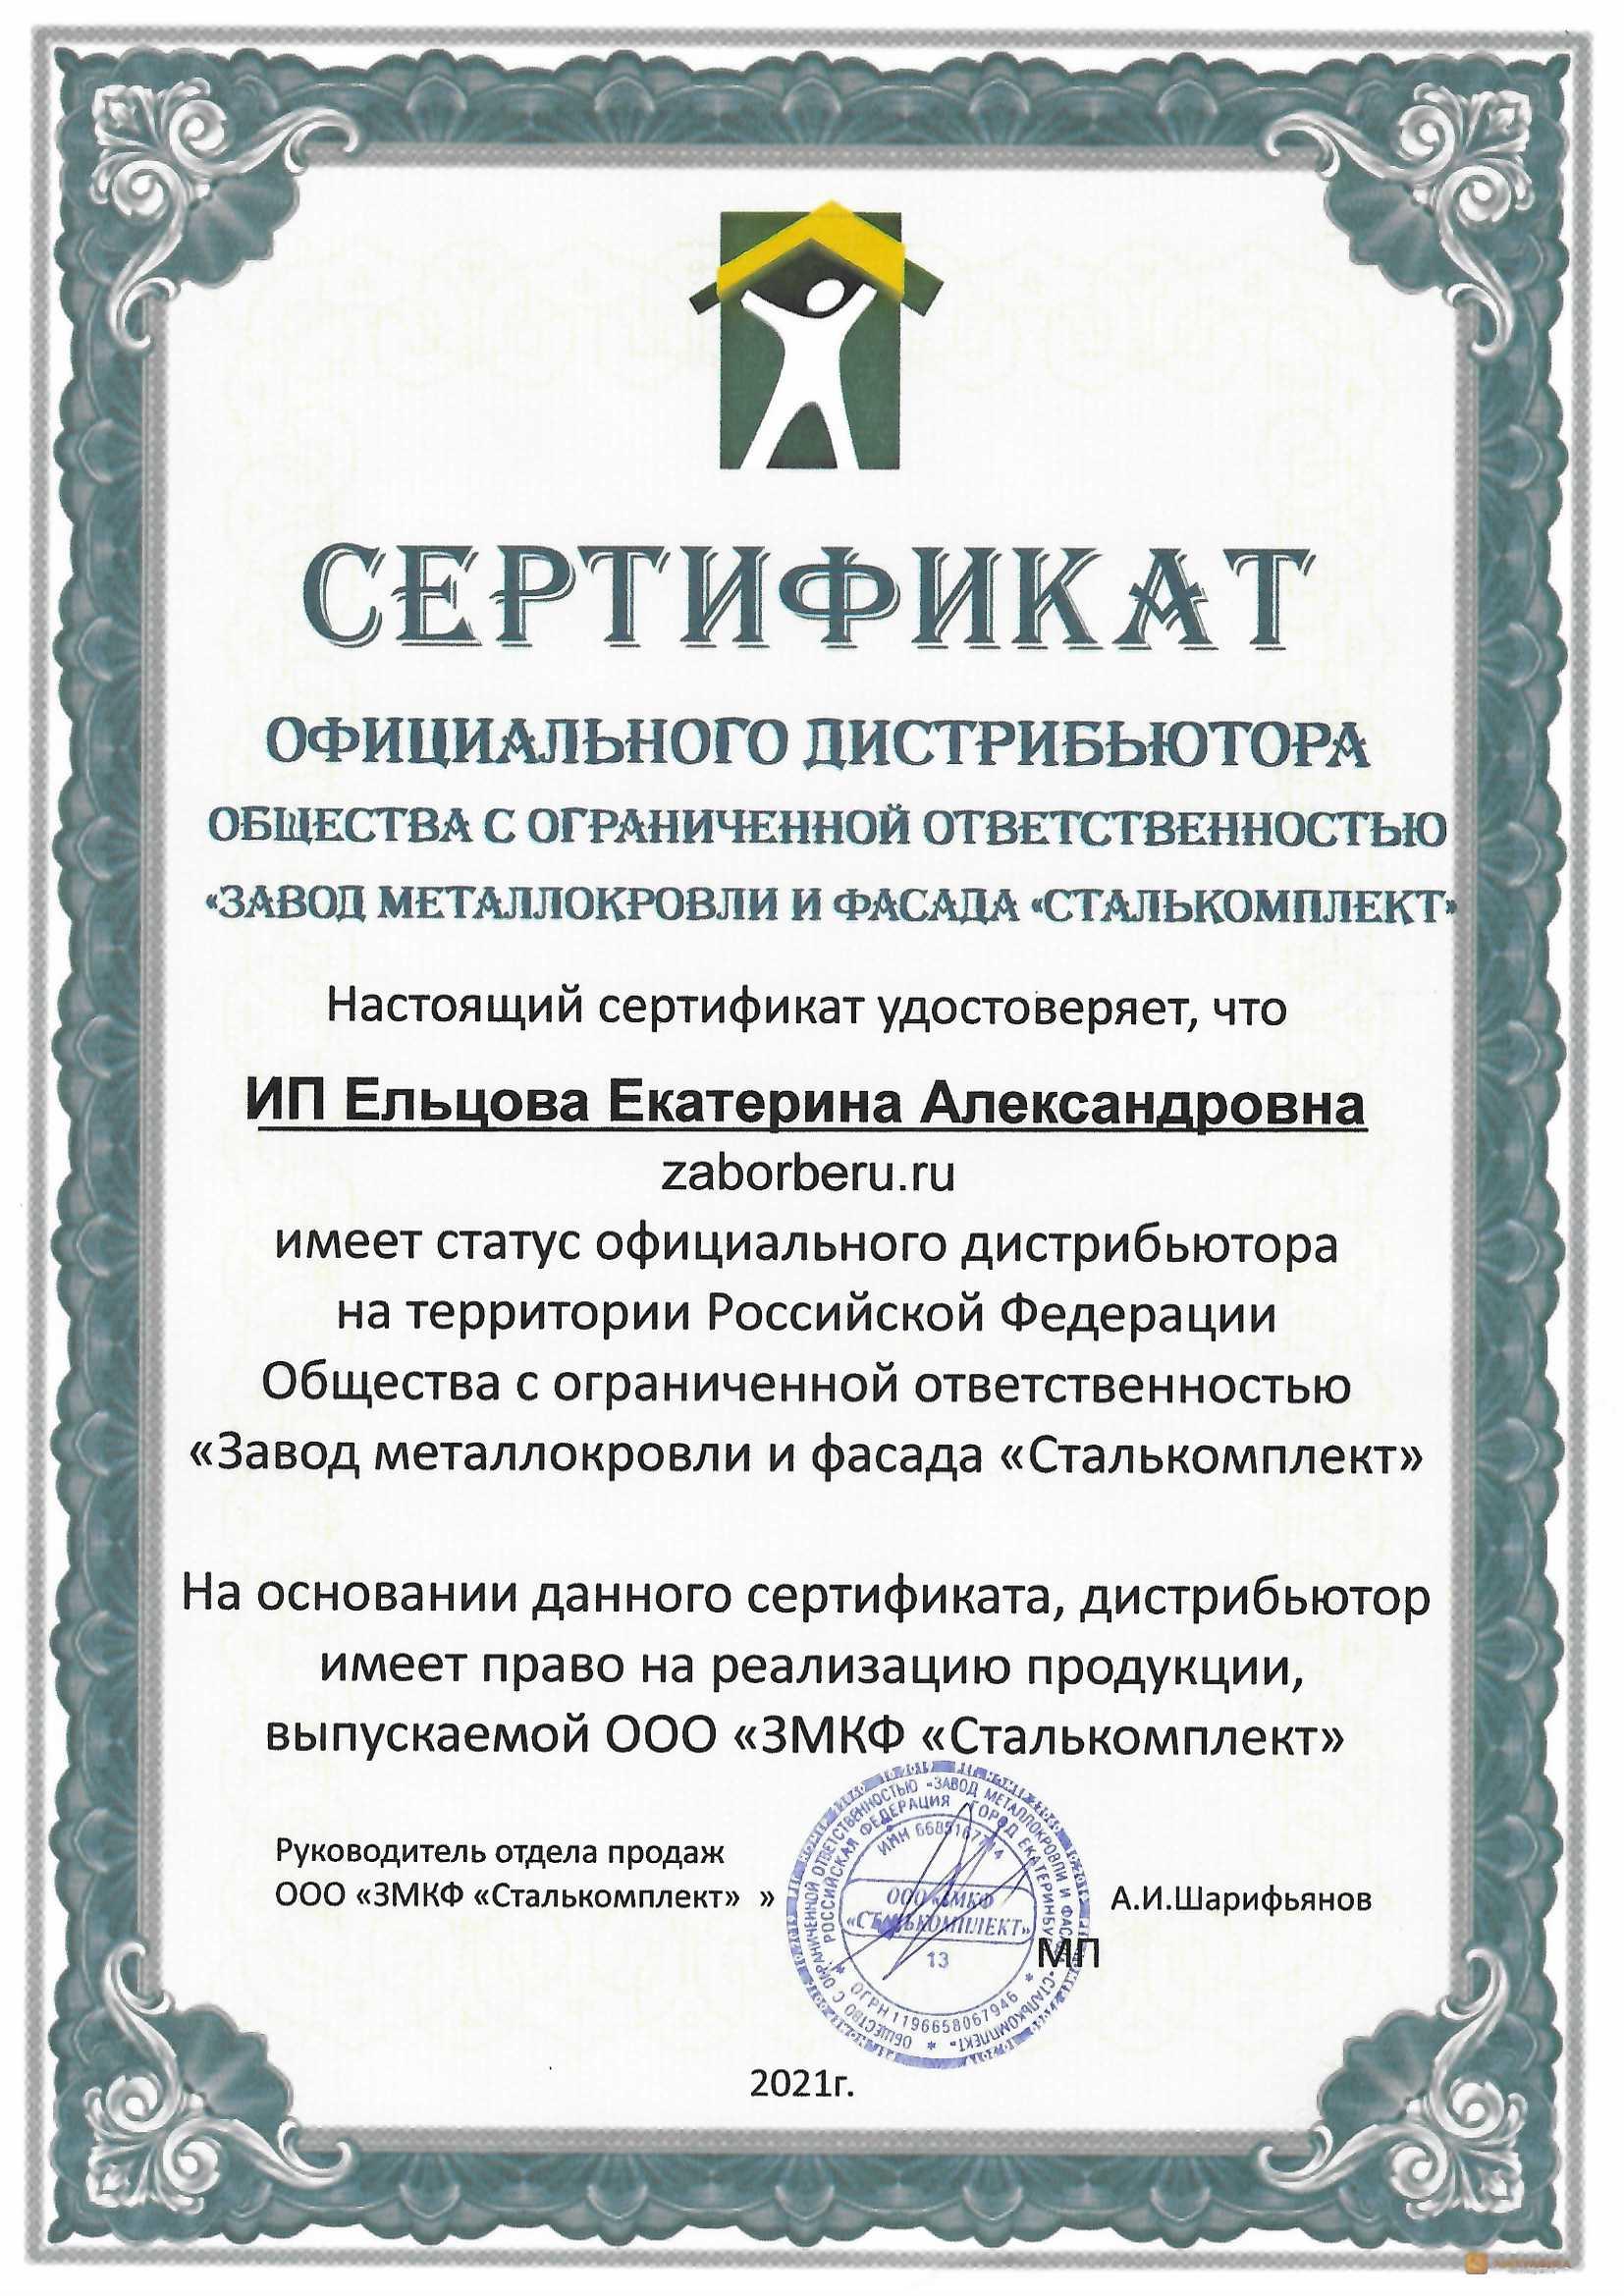 СЕРТИФИКАТ
ОФИЦИАЛЬНОГО ДИСТРИБЬЮТОРА
ОБЩЕСТВА С ОГРАНИЧЕННОЙ ОТВЕТСТВЕННОСТЬЮ
«ЗАВОД МЕТАЛЛОКРОВЛИ И ФАСАДА «СТАЛЬКОМПЛЕКТ»
Настоящий сертификат удостоверяет, что
ИП Ельцова Екатерина Александровна
zaborberu.ru
имеет статус официального дистрибьютора
на территории Российской Федерации
Общества с ограниченной ответственностью
«Завод металлокровли и фасада «Сталькомплект»
На основании данного сертификата, дистрибьютор
имеет право на реализацию продукции,
выпускаемой ООО «ЗМКФ «Сталькомплект»
Руководитель отдела продаж
ООО «ЗМКФ «Сталькомплект» »
А.И.Шарифьянов
МП
ОБЩЕСТВО С ОГРАНИЧЕННОЙ ОТВЕТСТВЕННОСТЬЮ «ЗАВОД МЕТАЛЛОКРОВЛИ И ФАСАДА «СТАЛЬКОМПЛЕКТ»
РОССИЙСКАЯ ФЕДЕРАЦИЯ ГОРОД ЕКАТЕРИНБУРГ
ИНН
ООО «ЗМКФ
«СТАЛЬКОМПЛЕКТ»
13
ОГРН 1196658067946
2021г.